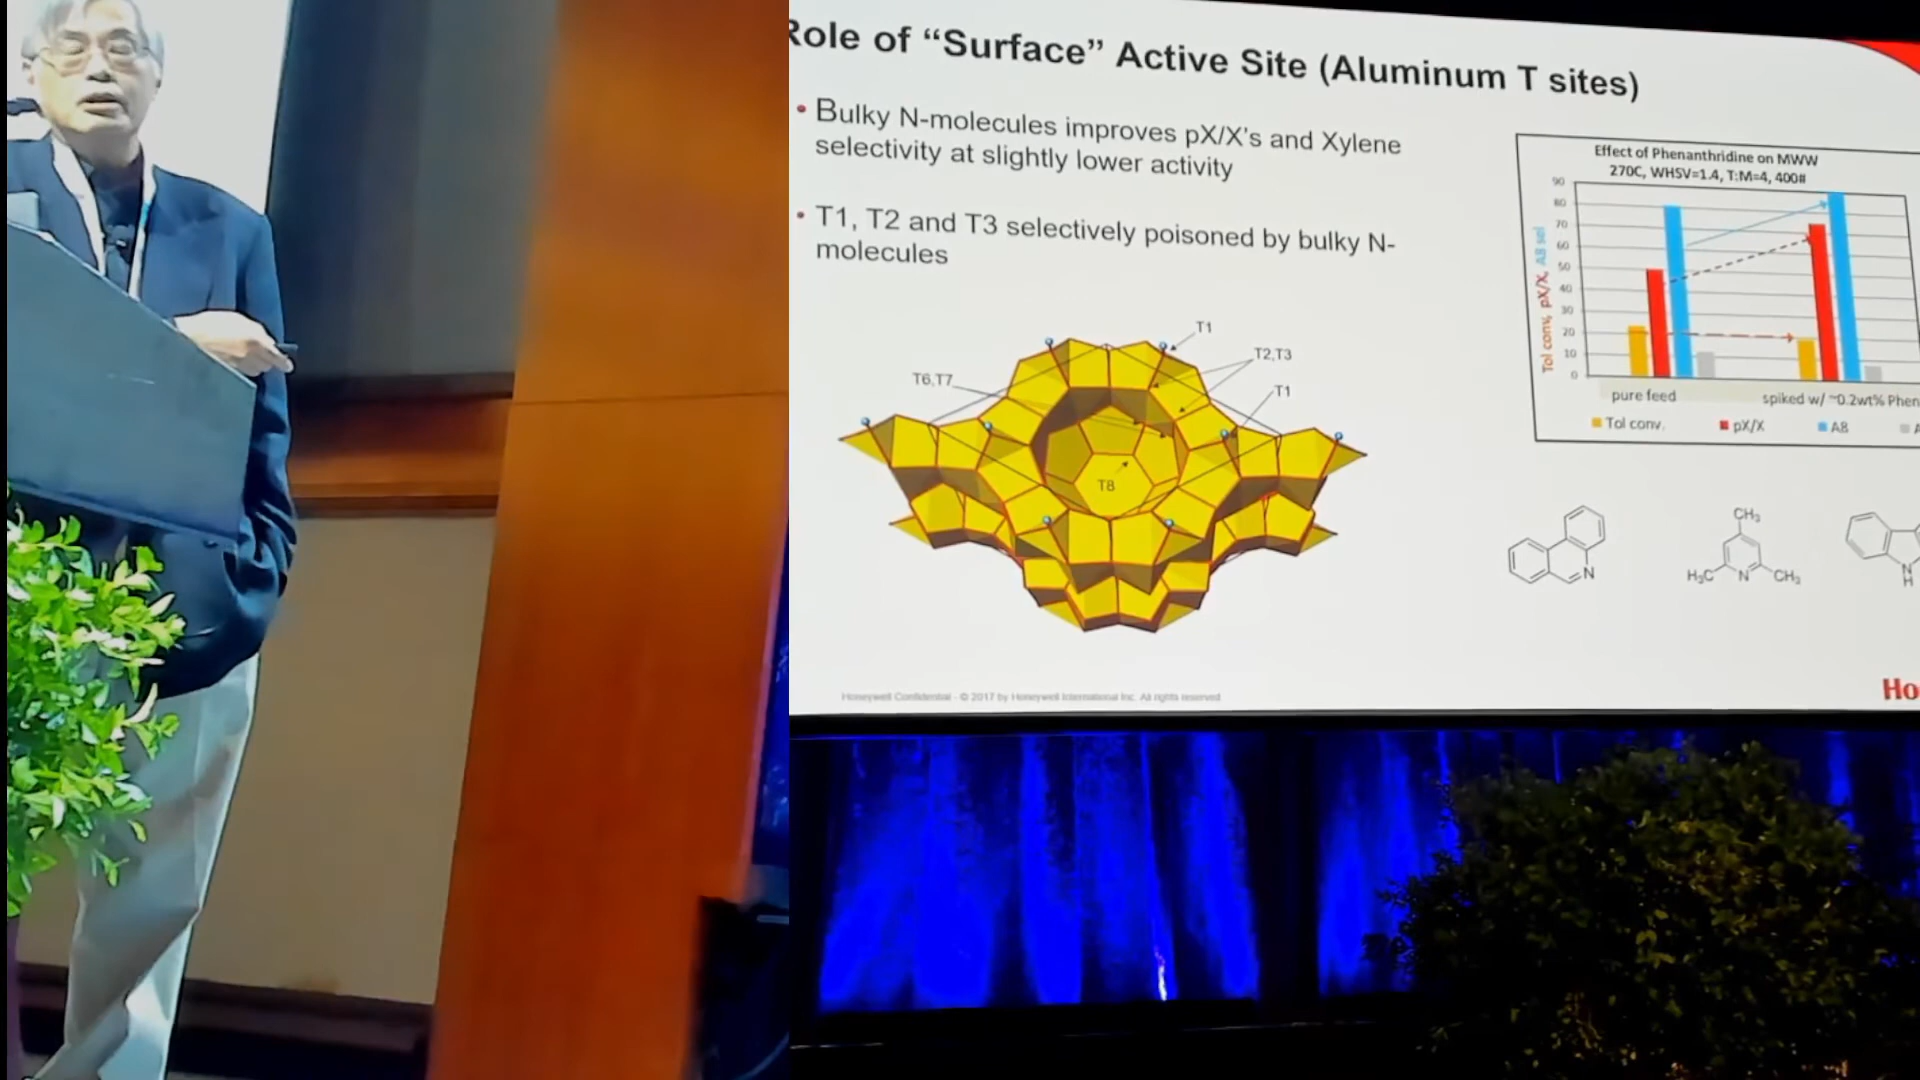 Role of “Surface” Active Site (Aluminum T sites)
• Bulky N-molecules improves pX/X's and Xylene
selectivity at slightly lower activity
• T1, T2 and T3 selectively poisoned by bulky N-
molecules
T1
T2,T3
T6,T7
T1
T8
Effect of Phenanthridine on MWW
270C, WHSV=1.4, T:M=4, 400#
Tol conv, pX/X, A8 sel
90
80
70
60
50
40
30
20
10
0
pure feed
spiked w/ ~0.2wt% Phen
Tol conv.
pX/X
A8
A
N
CH₃
H₃C
N
CH₃
N
H
Honeywell Confidential - © 2017 by Honeywell International Inc. All rights reserved
Ho